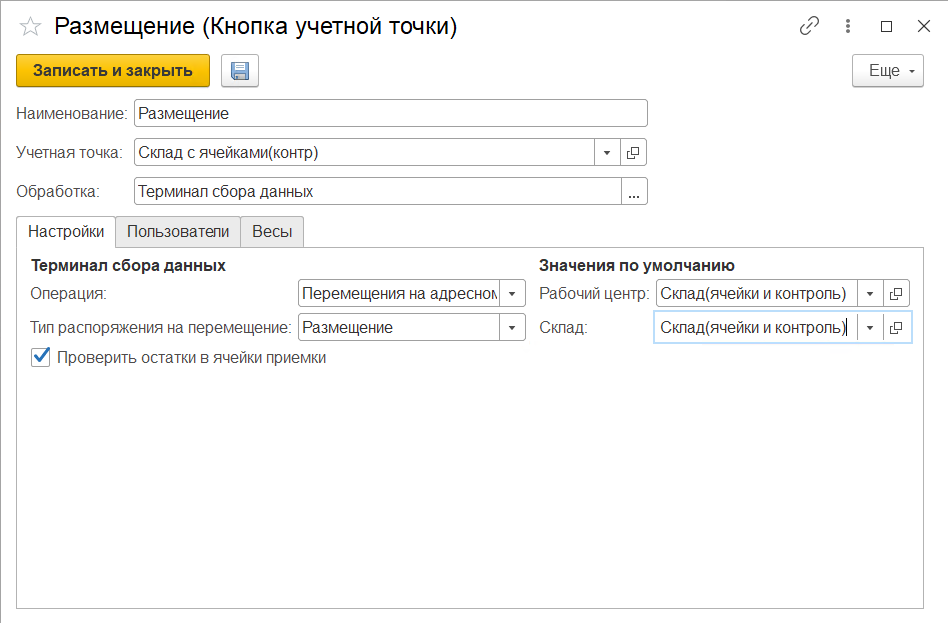 Размещение (Кнопка учетной точки)
Записать и закрыть
Еще
Наименование: Размещение
Учетная точка: Склад с ячейками(контр)
Обработка: Терминал сбора данных ...
Настройки Пользователи Весы
Терминал сбора данных Значения по умолчанию
Операция: Перемещения на адресном Рабочий центр: Склад(ячейки и контроль)
Тип распоряжения на перемещение: Размещение Склад: Склад(ячейки и контроль)
Проверить остатки в ячейки приемки